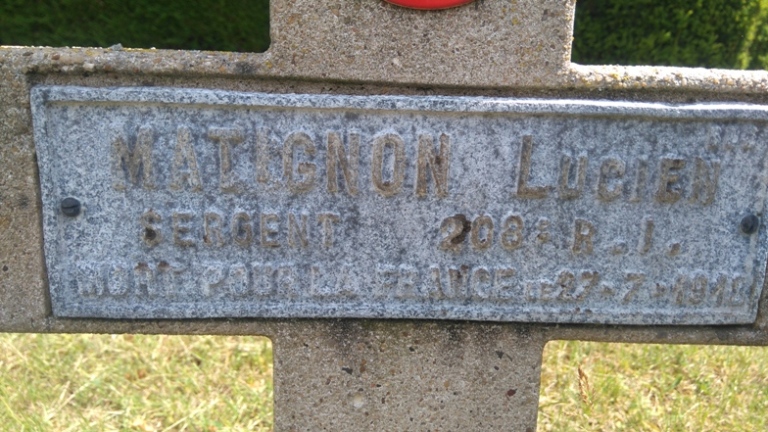 MATIGNON LUCIEN
SERGENT 208E R.I.
MORT POUR LA FRANCE LE 27-7-1918